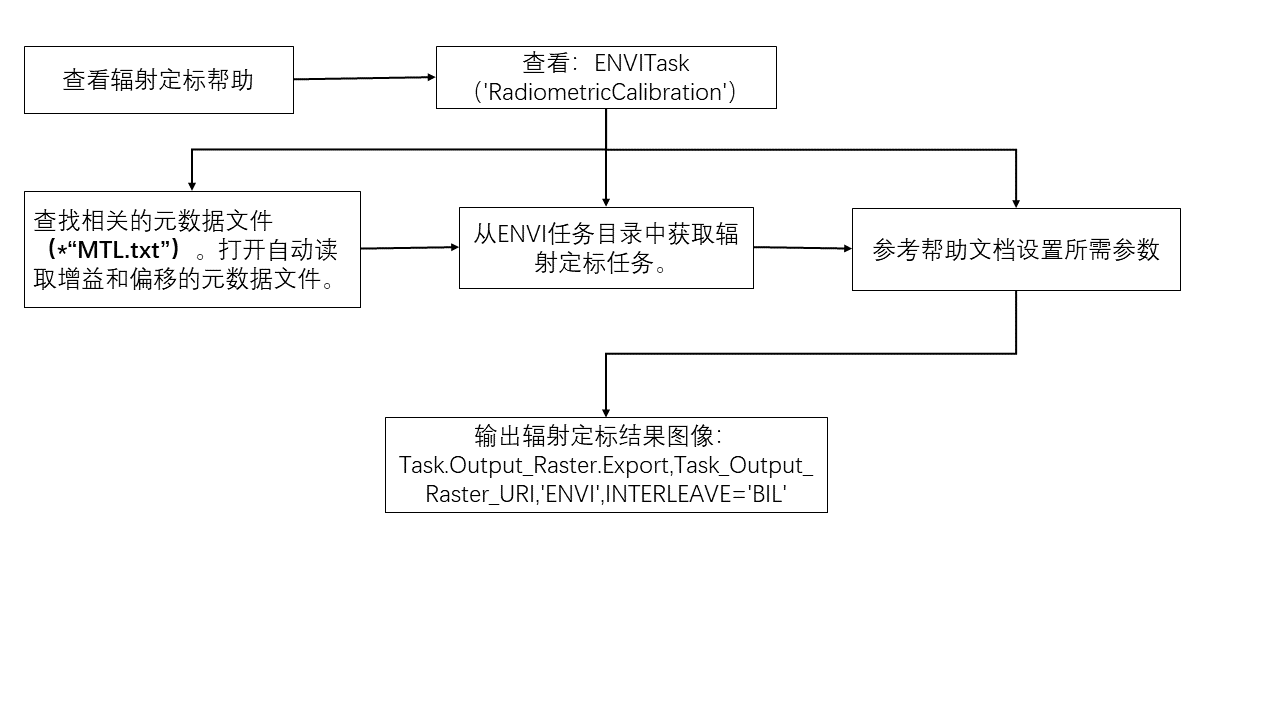 查看辐射定标帮助
查看：ENVITask
（'RadiometricCalibration'）
查找相关的元数据文件
（*“MTL.txt”）。打开自动读
取增益和偏移的元数据文件。
从ENVI任务目录中获取辐
射定标任务。
参考帮助文档设置所需参数
输出辐射定标结果图像：
Task.Output_Raster.Export,Task_Output_
Raster_URI,'ENVI',INTERLEAVE='BIL'